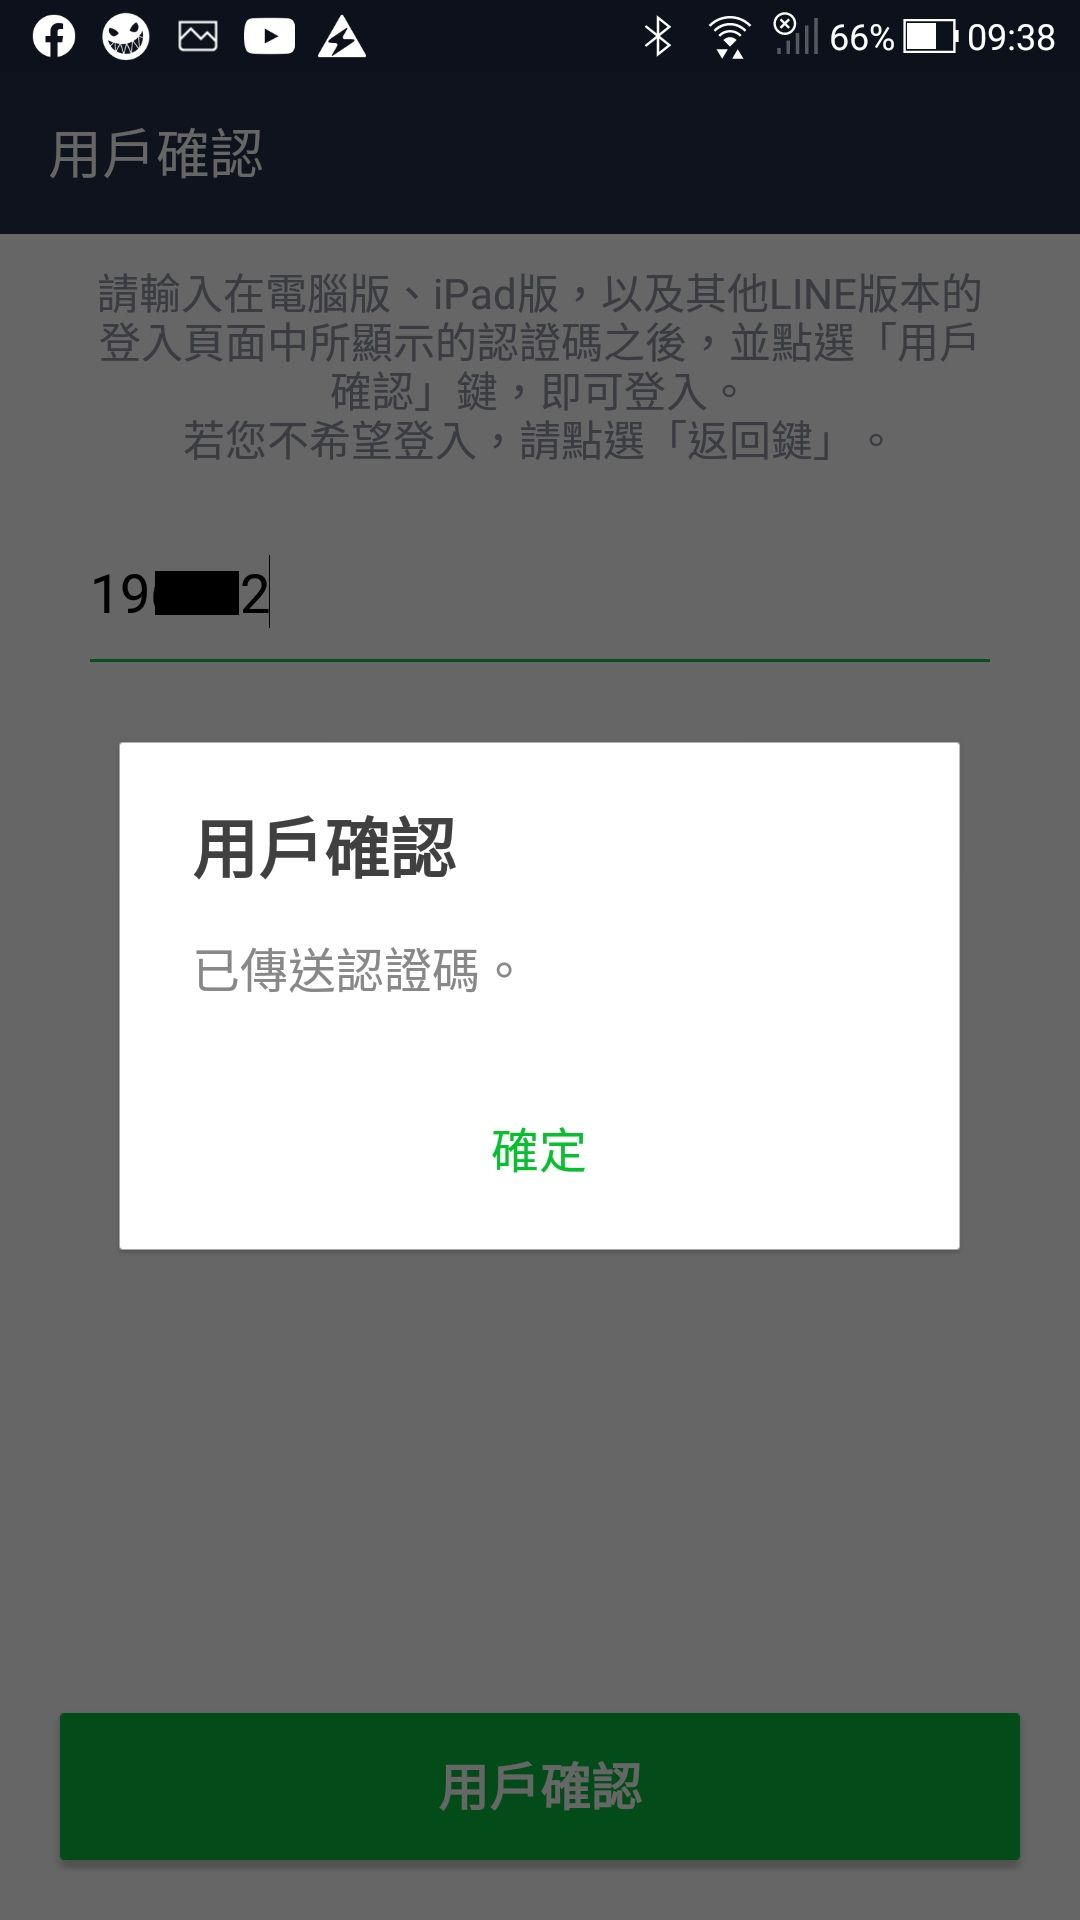 66% 09:38
用戶確認
請輸入在電腦版、iPad版，以及其他LINE版本的
登入頁面中所顯示的認證碼之後，並點選「用戶
確認」鍵，即可登入。
若您不希望登入，請點選「返回鍵」。
19 2
用戶確認
已傳送認證碼。
確定
用戶確認